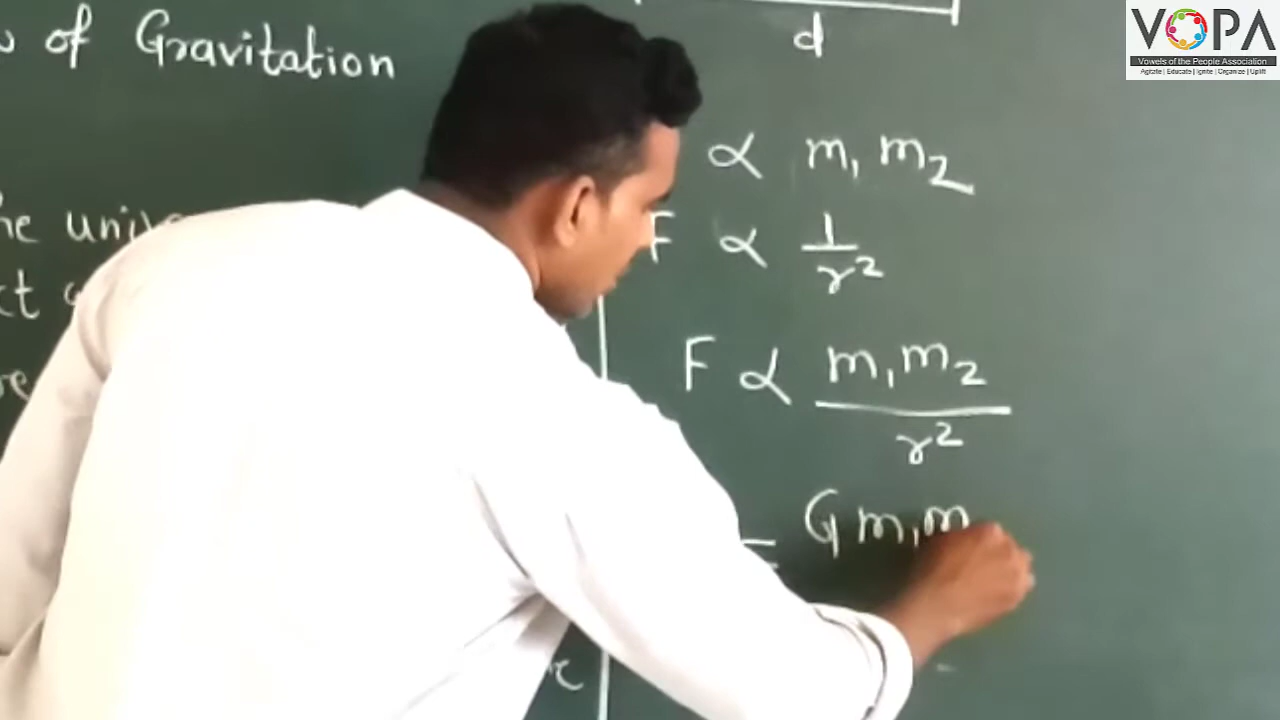 of Gravitation
d
VOPA
Vowels of the People Association
Agitate | Educate | Ignite | Organize | Uplift
∝ m₁ m₂
F ∝ 1/r²
F ∝ m₁m₂/r²
= G m₁m